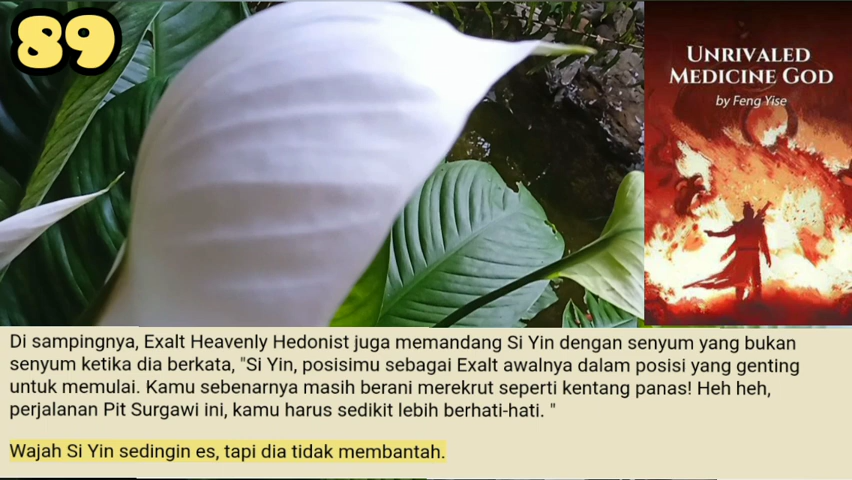 89
UNRIVALED
MEDICINE GOD
by Feng Yise
Di sampingnya, Exalt Heavenly Hedonist juga memandang Si Yin dengan senyum yang bukan
senyum ketika dia berkata, "Si Yin, posisimu sebagai Exalt awalnya dalam posisi yang genting
untuk memulai. Kamu sebenarnya masih berani merekrut seperti kentang panas! Heh heh,
perjalanan Pit Surgawi ini, kamu harus sedikit lebih berhati-hati. "
Wajah Si Yin sedingin es, tapi dia tidak membantah.